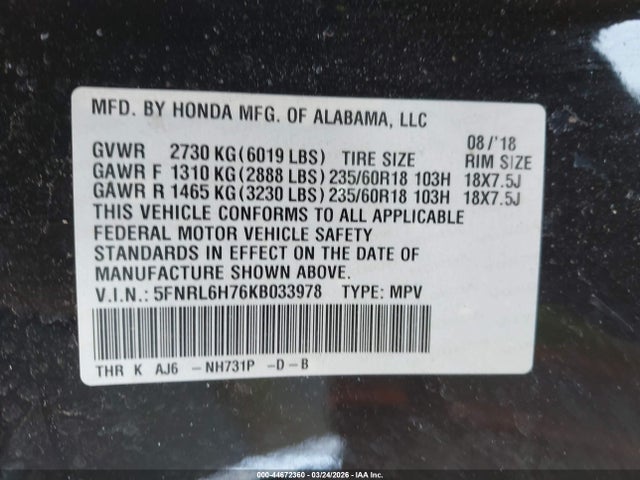 MFD. BY HONDA MFG. OF ALABAMA, LLC
08/'18
GVWR 2730 KG(6019 LBS) TIRE SIZE RIM SIZE
GAWR F 1310 KG(2888 LBS)235/60R18 103H 18X7.5J
GAWR R 1465 KG(3230 LBS)235/60R18 103H 18X7.5J
THIS VEHICLE CONFORMS TO ALL APPLICABLE
FEDERAL MOTOR VEHICLE SAFETY
STANDARDS IN EFFECT ON THE DATE OF
MANUFACTURE SHOWN ABOVE.
V.I.N.: 5FNRL6H76KB033978 TYPE: MPV
THR K AJ6 -NH731P -D-B
000-44672360 - 03/24/2026 - IAA Inc.